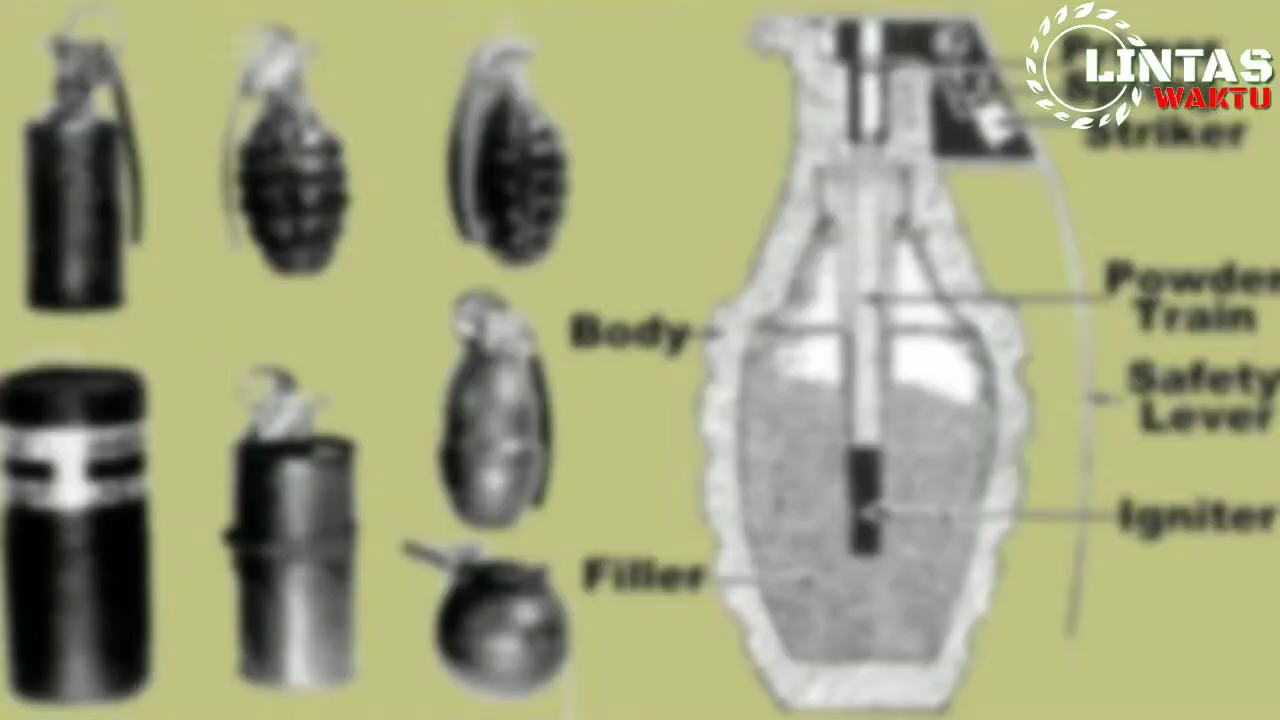 LINTAS
WAKTU
Striker
Powder
Train
Body
Safety
Lever
Igniter
Filler